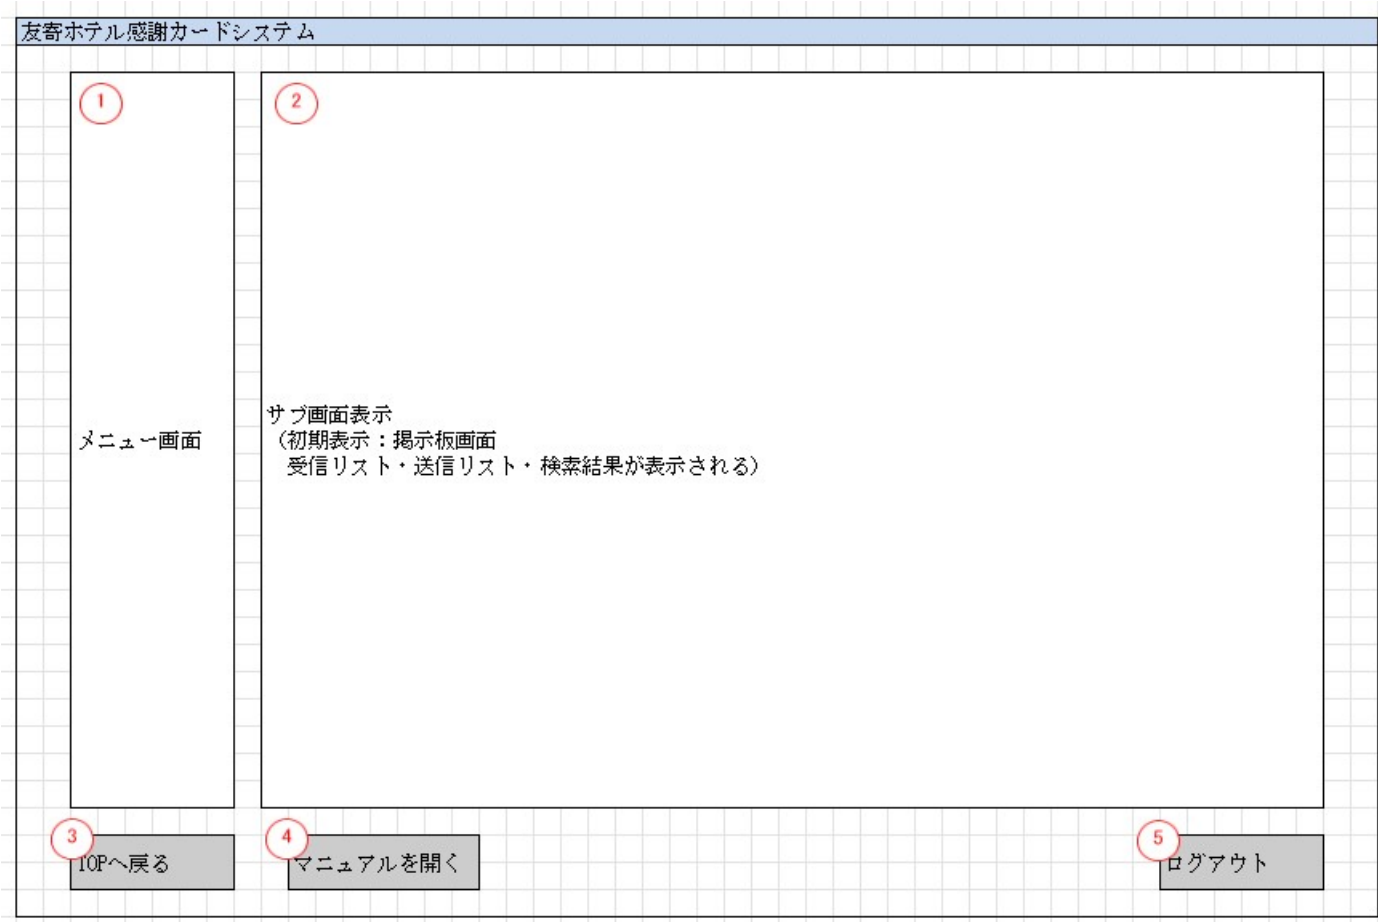 友寄ホテル感謝カードシステム
1
2
メニュー画面
サブ画面表示
（初期表示：掲示板画面
受信リスト・送信リスト・検索結果が表示される）
3
TOPへ戻る
4
マニュアルを開く
5
ログアウト